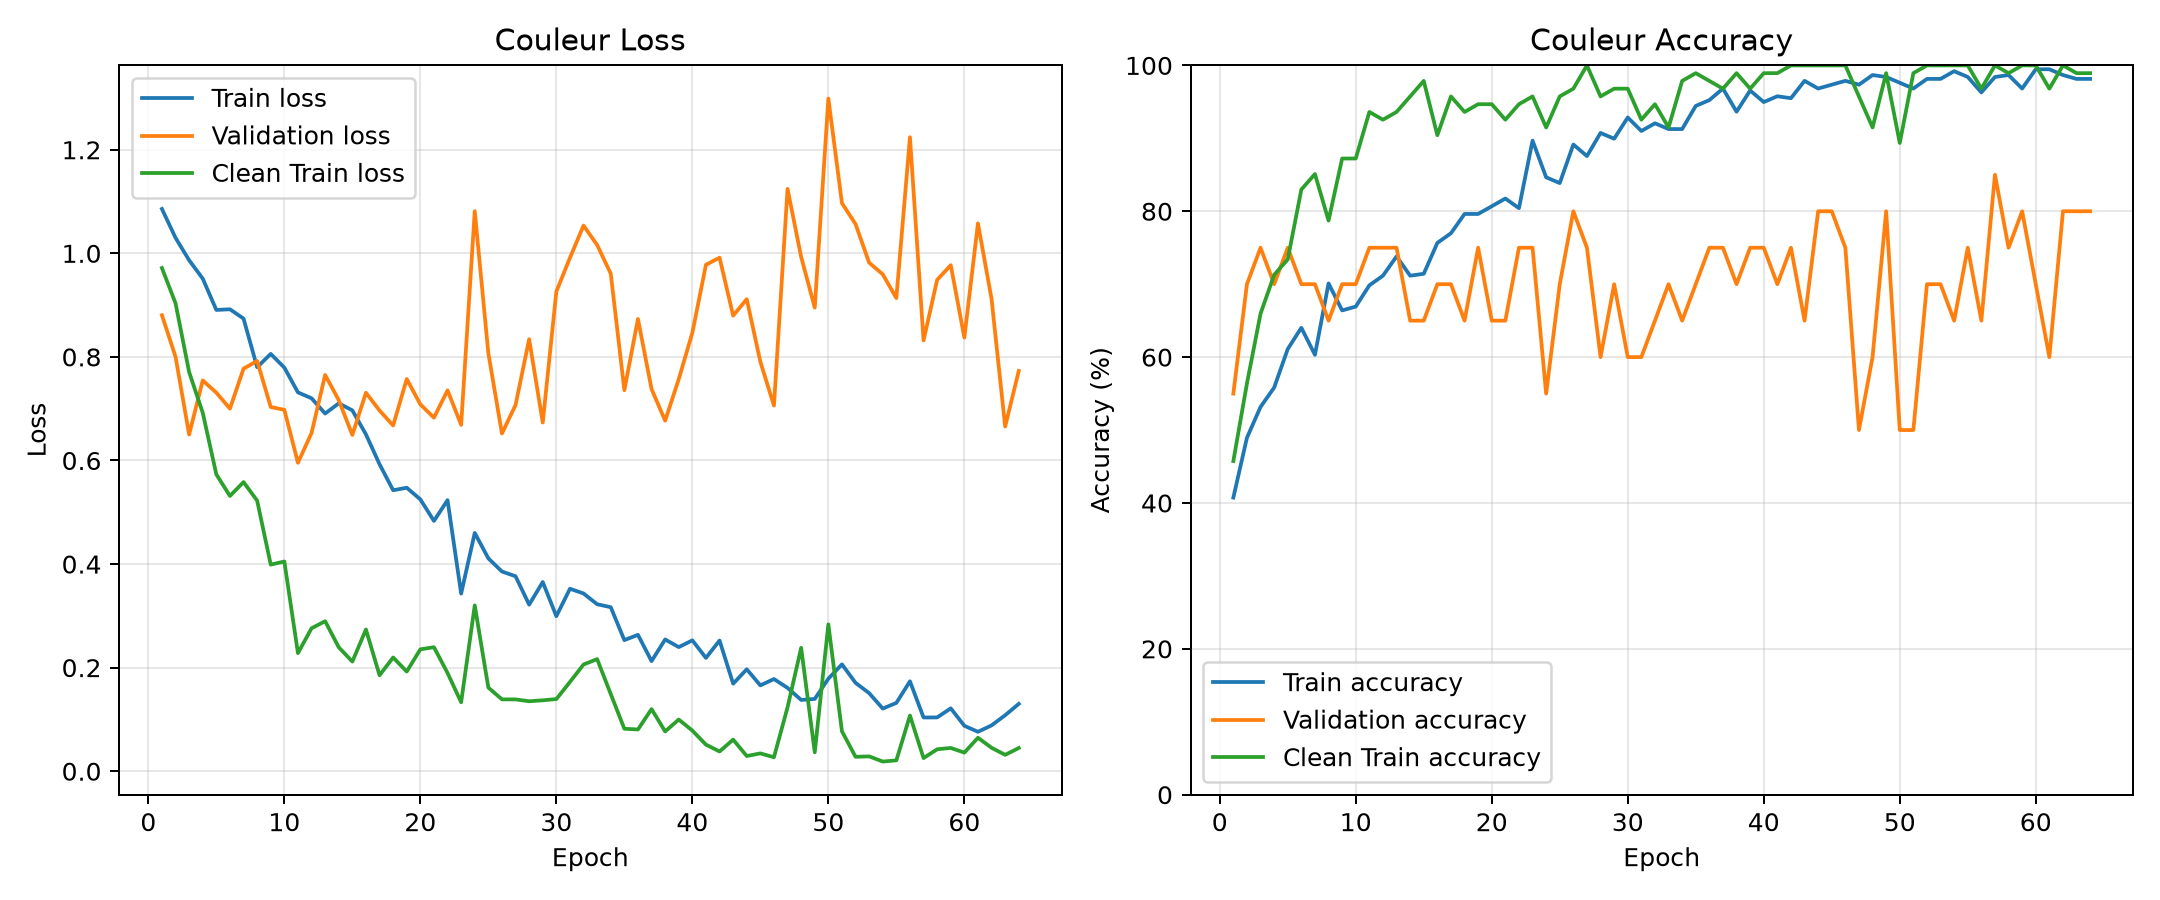 Couleur Loss
Train loss
Validation loss
Clean Train loss
1.2
1.0
0.8
0.6
0.4
0.2
0.0
Loss
0 10 20 30 40 50 60
Epoch
Couleur Accuracy
100
80
60
40
20
0
Accuracy (%)
Train accuracy
Validation accuracy
Clean Train accuracy
0 10 20 30 40 50 60
Epoch